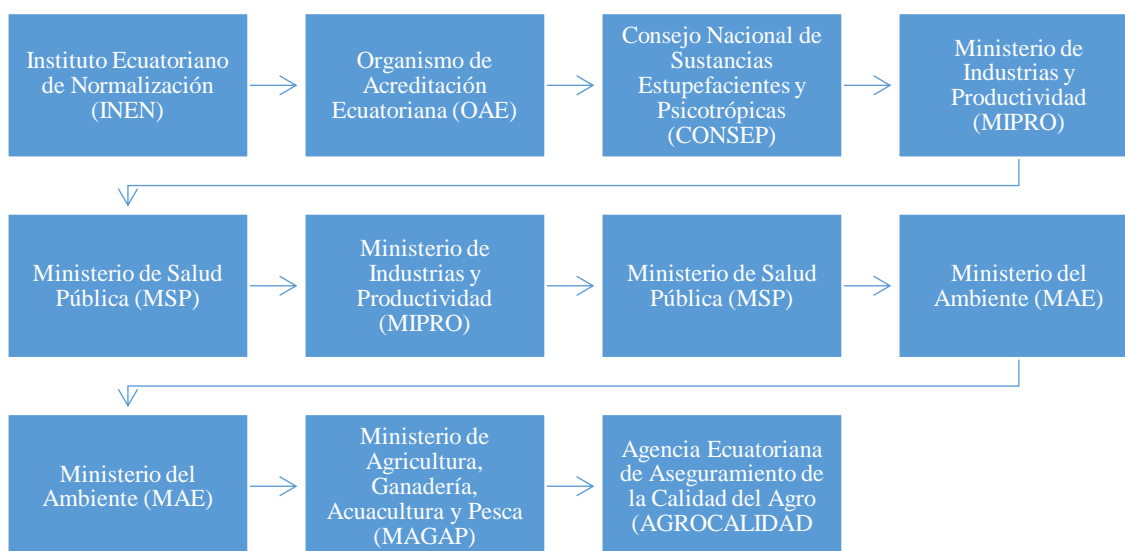 Instituto Ecuatoriano
de Normalización
(INEN)
Organismo de
Acreditación
Ecuatoriana (OAE)
Consejo Nacional de
Sustancias
Estupefacientes y
Psicotrópicas
(CONSEP)
Ministerio de
Industrias y
Productividad
(MIPRO)
Ministerio de Salud
Pública (MSP)
Ministerio de
Industrias y
Productividad
(MIPRO)
Ministerio de Salud
Pública (MSP)
Ministerio del
Ambiente (MAE)
Ministerio del
Ambiente (MAE)
Ministerio de
Agricultura,
Ganadería,
Acuacultura y Pesca
(MAGAP)
Agencia Ecuatoriana
de Aseguramiento de
la Calidad del Agro
(AGROCALIDAD